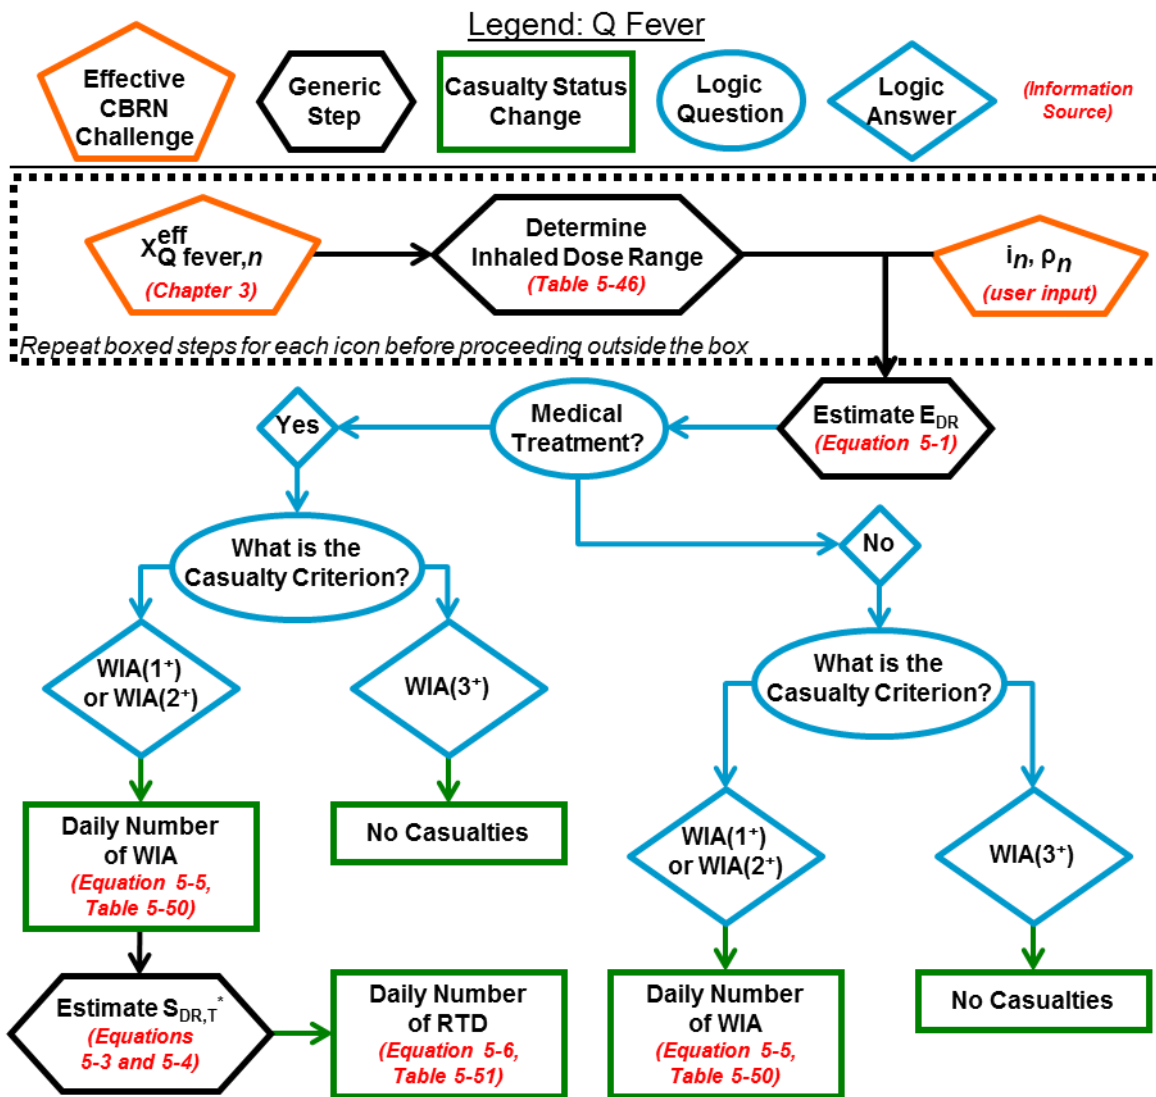 Legend: Q Fever
Effective
CBRN
Challenge
Generic
Step
Casualty Status
Change
Logic
Question
Logic
Answer
(Information
Source)
X^eff_Q fever,n
(Chapter 3)
Determine
Inhaled Dose Range
(Table 5-46)
i_n, ρ_n
(user input)
Repeat boxed steps for each icon before proceeding outside the box
Yes
Medical
Treatment?
Estimate E_DR
(Equation 5-1)
What is the
Casualty Criterion?
No
WIA(1⁺)
or WIA(2⁺)
WIA(3⁺)
What is the
Casualty Criterion?
Daily Number
of WIA
(Equation 5-5,
Table 5-50)
No Casualties
WIA(1⁺)
or WIA(2⁺)
WIA(3⁺)
Estimate S_DR,T*
(Equations
5-3 and 5-4)
Daily Number
of RTD
(Equation 5-6,
Table 5-51)
Daily Number
of WIA
(Equation 5-5,
Table 5-50)
No Casualties